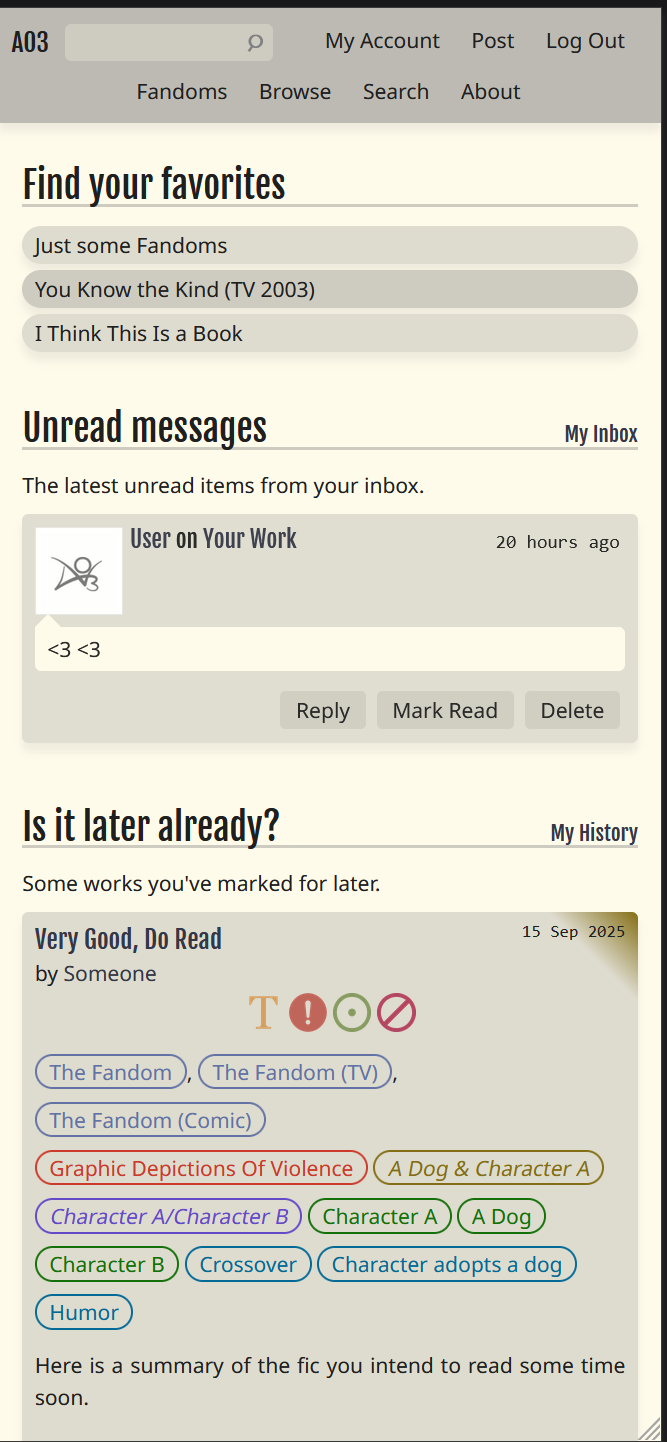 AO3 My Account Post Log Out
Fandoms Browse Search About
Find your favorites
Just some Fandoms
You Know the Kind (TV 2003)
I Think This Is a Book
Unread messages My Inbox
The latest unread items from your inbox.
User on Your Work 20 hours ago
<3 <3
Reply Mark Read Delete
Is it later already? My History
Some works you've marked for later.
Very Good, Do Read 15 Sep 2025
by Someone
T !
The Fandom, The Fandom (TV),
The Fandom (Comic)
Graphic Depictions Of Violence A Dog & Character A
Character A/Character B Character A A Dog
Character B Crossover Character adopts a dog
Humor
Here is a summary of the fic you intend to read some time
soon.